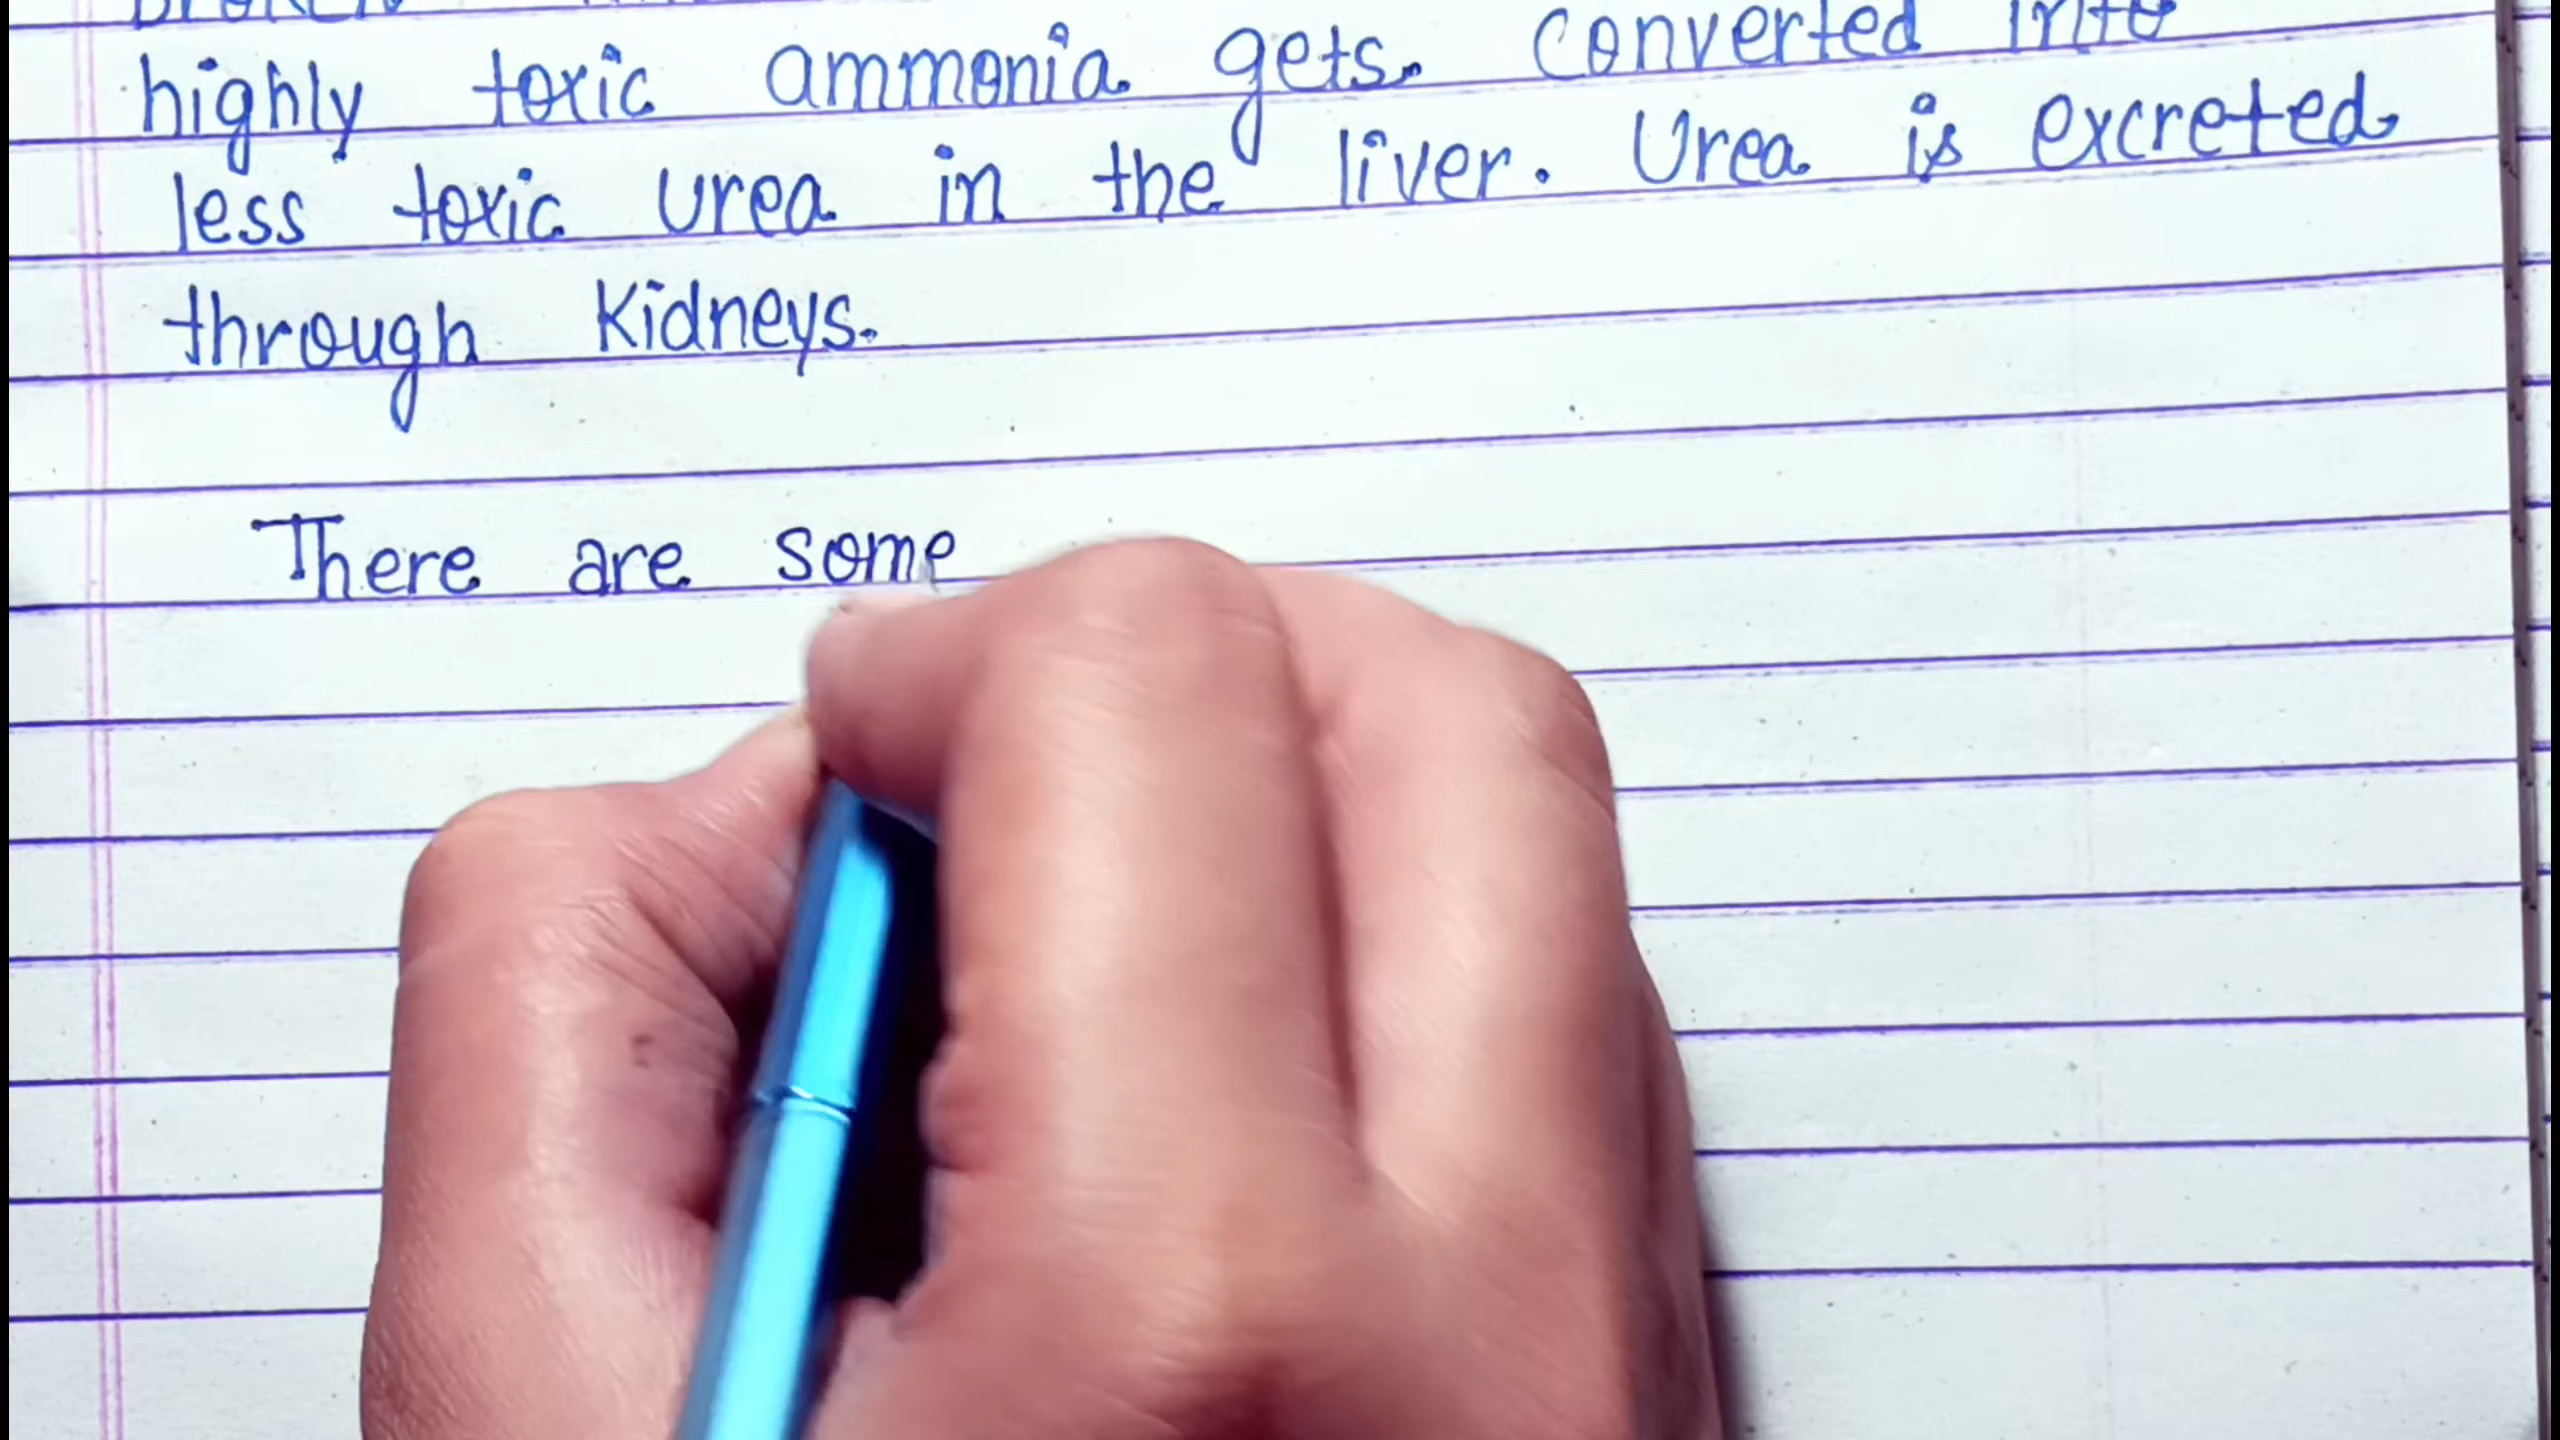 highly toxic ammonia gets converted into
less toxic urea in the liver. Urea is excreted
through Kidneys.
There are some